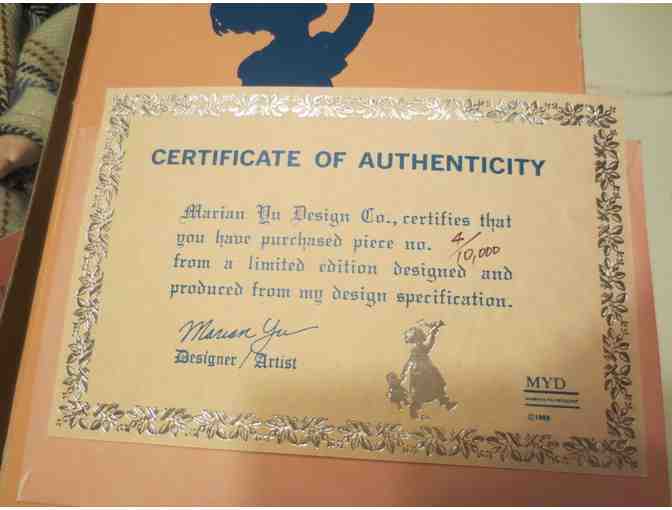 CERTIFICATE OF AUTHENTICITY
Marian Yu Design Co., certifies that
you have purchased piece no. 4/10,000
from a limited edition designed and
produced from my design specification.
Marian Yu
Designer / Artist
MYD